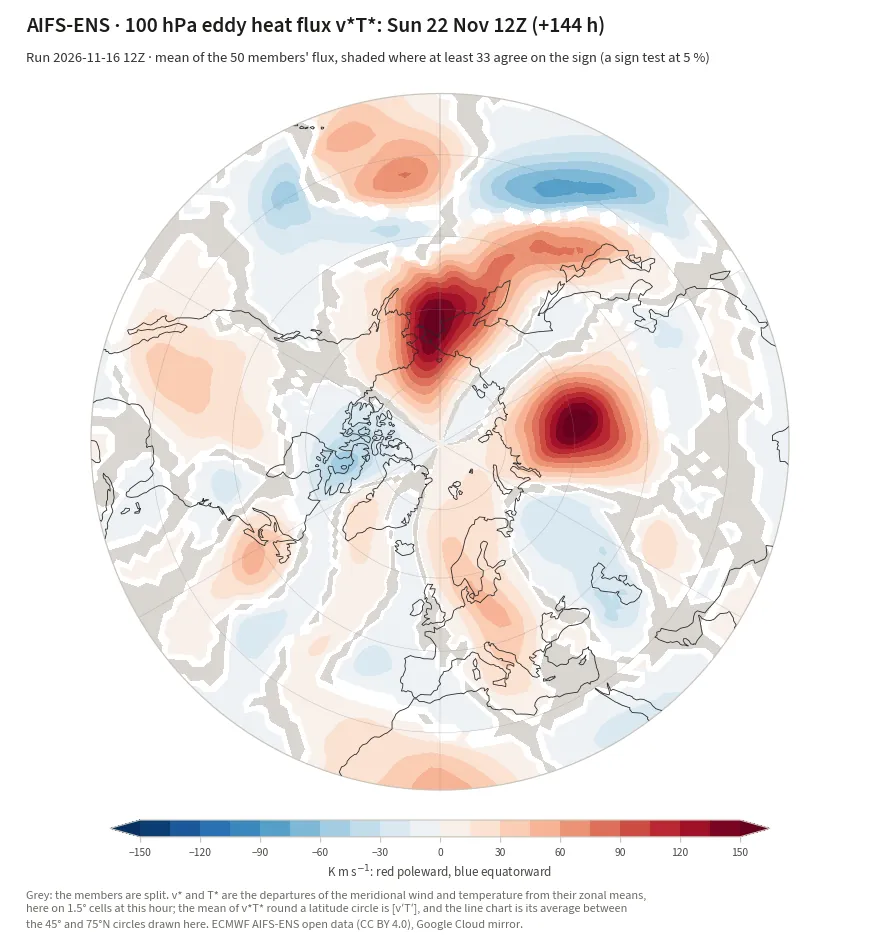 AIFS-ENS · 100 hPa eddy heat flux v*T*: Sun 22 Nov 12Z (+144 h)
Run 2026-11-16 12Z · mean of the 50 members' flux, shaded where at least 33 agree on the sign (a sign test at 5 %)
−150 −120 −90 −60 −30 0 30 60 90 120 150
K m s⁻¹: red poleward, blue equatorward
Grey: the members are split. v* and T* are the departures of the meridional wind and temperature from their zonal means,
here on 1.5° cells at this hour; the mean of v*T* round a latitude circle is [v′T′], and the line chart is its average between
the 45° and 75°N circles drawn here. ECMWF AIFS-ENS open data (CC BY 4.0), Google Cloud mirror.